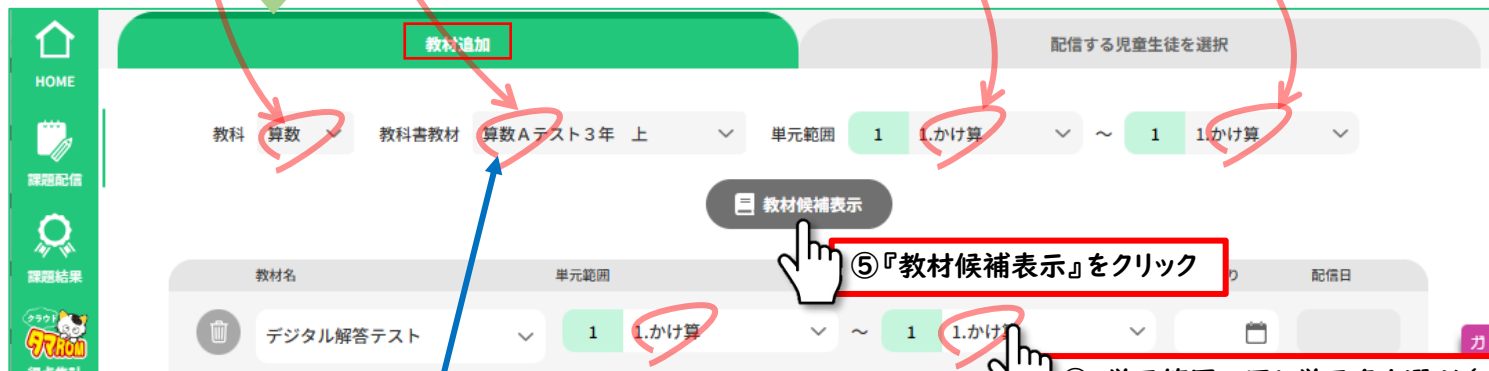 教材追加
配信する児童生徒を選択
HOME
教科 算数 教科書教材 算数Aテスト3年 上 単元範囲 1 1.かけ算 ～ 1 1.かけ算
課題配信
教材候補表示
⑤『教材候補表示』をクリック
課題結果
教材名 単元範囲 配信日
デジタル解答テスト 1 1.かけ算 ～ 1 1.かけ算
クラウド
タマROM
ガ